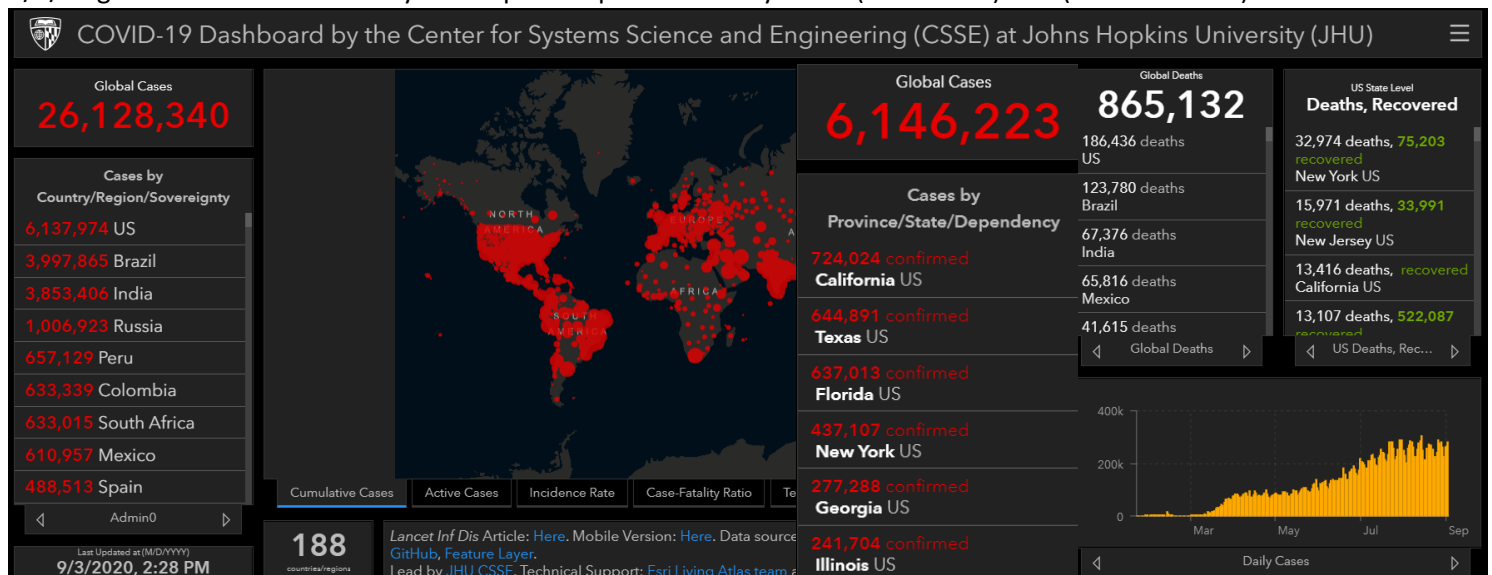 COVID-19 Dashboard by the Center for Systems Science and Engineering (CSSE) at Johns Hopkins University (JHU)
Global Cases
26,128,340
Cases by
Country/Region/Sovereignty
6,137,974 US
3,997,865 Brazil
3,853,406 India
1,006,923 Russia
657,129 Peru
633,339 Colombia
633,015 South Africa
610,957 Mexico
488,513 Spain
Admin0
Last Updated at (M/D/YYYY)
9/3/2020, 2:28 PM
NORTH
AMERICA
SOUTH
AMERICA
EUROPE
AFRICA
A
Cumulative Cases
Active Cases
Incidence Rate
Case-Fatality Ratio
Te
188
countries/regions
Lancet Inf Dis Article: Here. Mobile Version: Here. Data source
GitHub, Feature Layer.
Lead by JHU CSSE. Technical Support: Esri Living Atlas team a
Global Cases
6,146,223
Cases by
Province/State/Dependency
724,024 confirmed
California US
644,891 confirmed
Texas US
637,013 confirmed
Florida US
437,107 confirmed
New York US
277,288 confirmed
Georgia US
241,704 confirmed
Illinois US
Global Deaths
865,132
186,436 deaths
US
123,780 deaths
Brazil
67,376 deaths
India
65,816 deaths
Mexico
41,615 deaths
Global Deaths
US State Level
Deaths, Recovered
32,974 deaths, 75,203
recovered
New York US
15,971 deaths, 33,991
recovered
New Jersey US
13,416 deaths, recovered
California US
13,107 deaths, 522,087
recovered
US Deaths, Rec...
400k
200k
0
Mar
May
Jul
Sep
Daily Cases